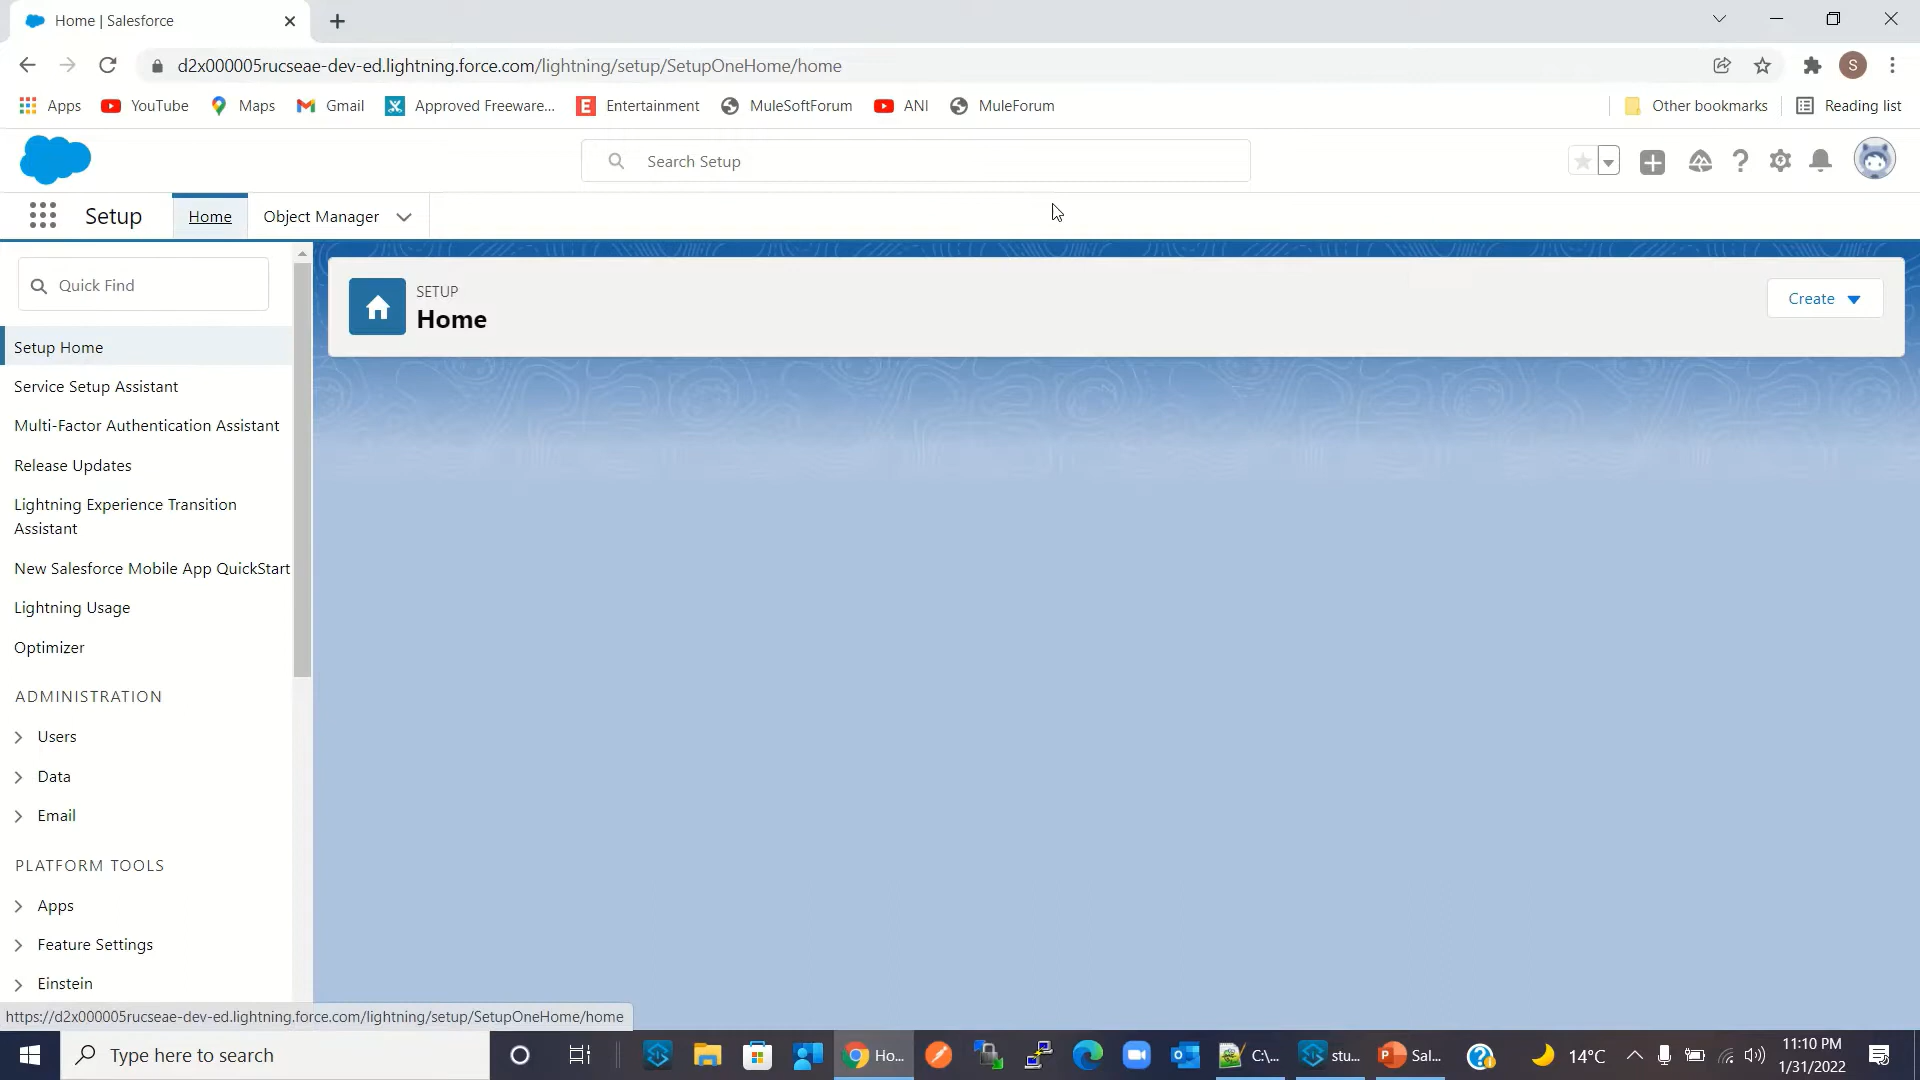 Home | Salesforce
d2x000005rucseae-dev-ed.lightning.force.com/lightning/setup/SetupOneHome/home
S
Apps YouTube Maps Gmail Approved Freeware... E Entertainment MuleSoftForum ANI MuleForum Other bookmarks Reading list
Search Setup
Setup Home Object Manager
Quick Find
SETUP
Home
Create
Setup Home
Service Setup Assistant
Multi-Factor Authentication Assistant
Release Updates
Lightning Experience Transition
Assistant
New Salesforce Mobile App QuickStart
Lightning Usage
Optimizer
ADMINISTRATION
Users
Data
Email
PLATFORM TOOLS
Apps
Feature Settings
Einstein
https://d2x000005rucseae-dev-ed.lightning.force.com/lightning/setup/SetupOneHome/home
Type here to search
Ho... C:\... stu... Sal... 14°C
11:10 PM
1/31/2022